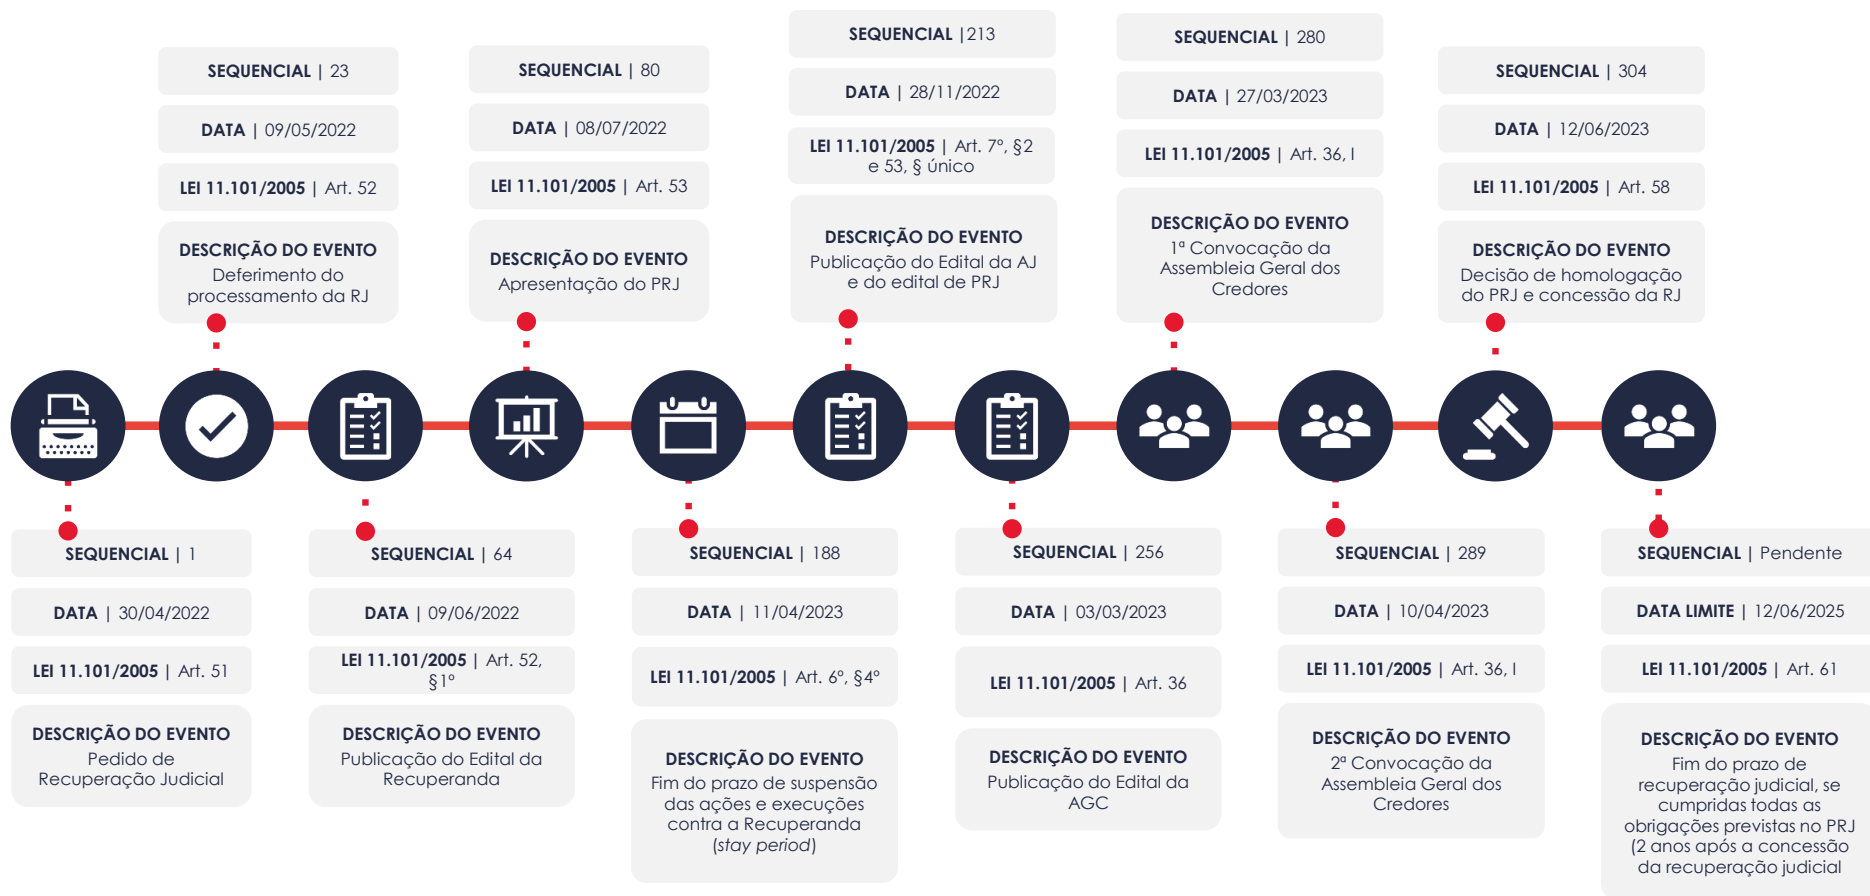 SEQUENCIAL | 23
DATA | 09/05/2022
LEI 11.101/2005 | Art. 52
DESCRIÇÃO DO EVENTO
Deferimento do
processamento da RJ
SEQUENCIAL | 80
DATA | 08/07/2022
LEI 11.101/2005 | Art. 53
DESCRIÇÃO DO EVENTO
Apresentação do PRJ
SEQUENCIAL |213
DATA | 28/11/2022
LEI 11.101/2005 | Art. 7º, §2
e 53, § único
DESCRIÇÃO DO EVENTO
Publicação do Edital da AJ
e do edital de PRJ
SEQUENCIAL | 280
DATA | 27/03/2023
LEI 11.101/2005 | Art. 36, I
DESCRIÇÃO DO EVENTO
1ª Convocação da
Assembleia Geral dos
Credores
SEQUENCIAL | 304
DATA | 12/06/2023
LEI 11.101/2005 | Art. 58
DESCRIÇÃO DO EVENTO
Decisão de homologação
do PRJ e concessão da RJ
SEQUENCIAL | 1
DATA | 30/04/2022
LEI 11.101/2005 | Art. 51
DESCRIÇÃO DO EVENTO
Pedido de
Recuperação Judicial
SEQUENCIAL | 64
DATA | 09/06/2022
LEI 11.101/2005 | Art. 52,
§1º
DESCRIÇÃO DO EVENTO
Publicação do Edital da
Recuperanda
SEQUENCIAL | 188
DATA | 11/04/2023
LEI 11.101/2005 | Art. 6º, §4º
DESCRIÇÃO DO EVENTO
Fim do prazo de suspensão
das ações e execuções
contra a Recuperanda
(stay period)
SEQUENCIAL | 256
DATA | 03/03/2023
LEI 11.101/2005 | Art. 36
DESCRIÇÃO DO EVENTO
Publicação do Edital da
AGC
SEQUENCIAL | 289
DATA | 10/04/2023
LEI 11.101/2005 | Art. 36, I
DESCRIÇÃO DO EVENTO
2ª Convocação da
Assembleia Geral dos
Credores
SEQUENCIAL | Pendente
DATA LIMITE | 12/06/2025
LEI 11.101/2005 | Art. 61
DESCRIÇÃO DO EVENTO
Fim do prazo de
recuperação judicial, se
cumpridas todas as
obrigações previstas no PRJ
(2 anos após a concessão
da recuperação judicial